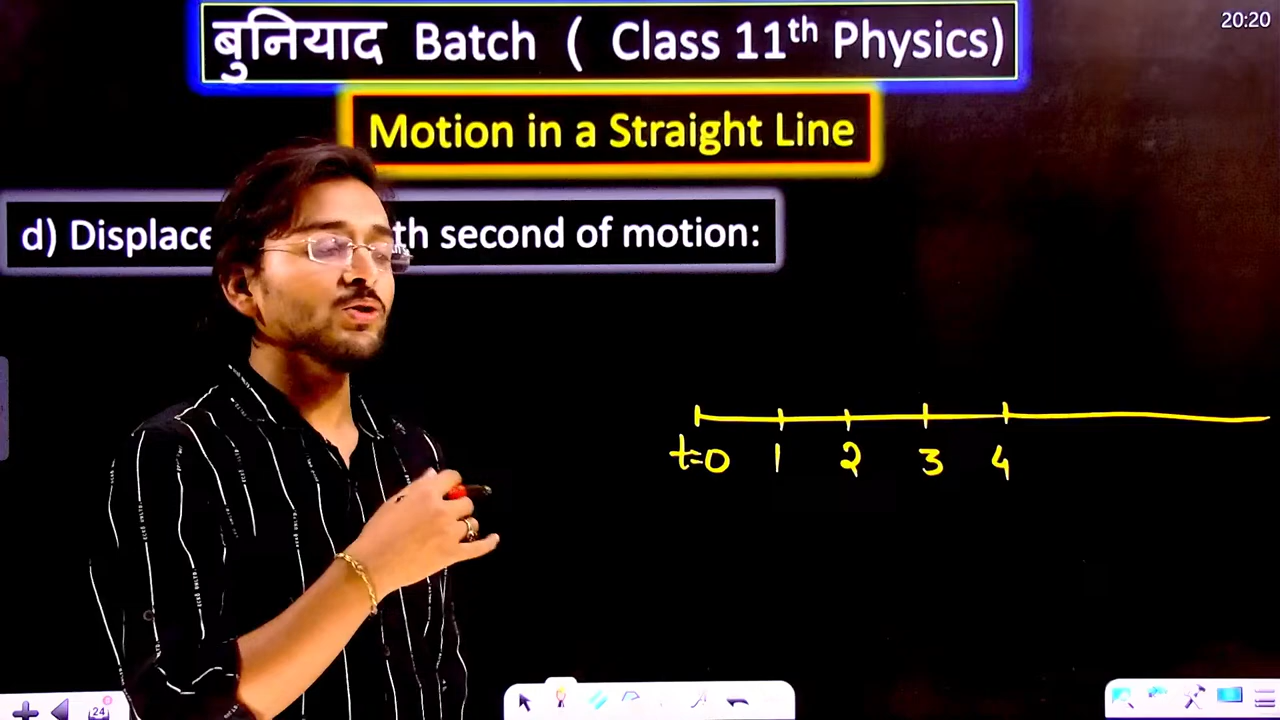 20:20
बुनियाद Batch ( Class 11th Physics)
Motion in a Straight Line
d) Displace th second of motion:
t=0 1 2 3 4
24